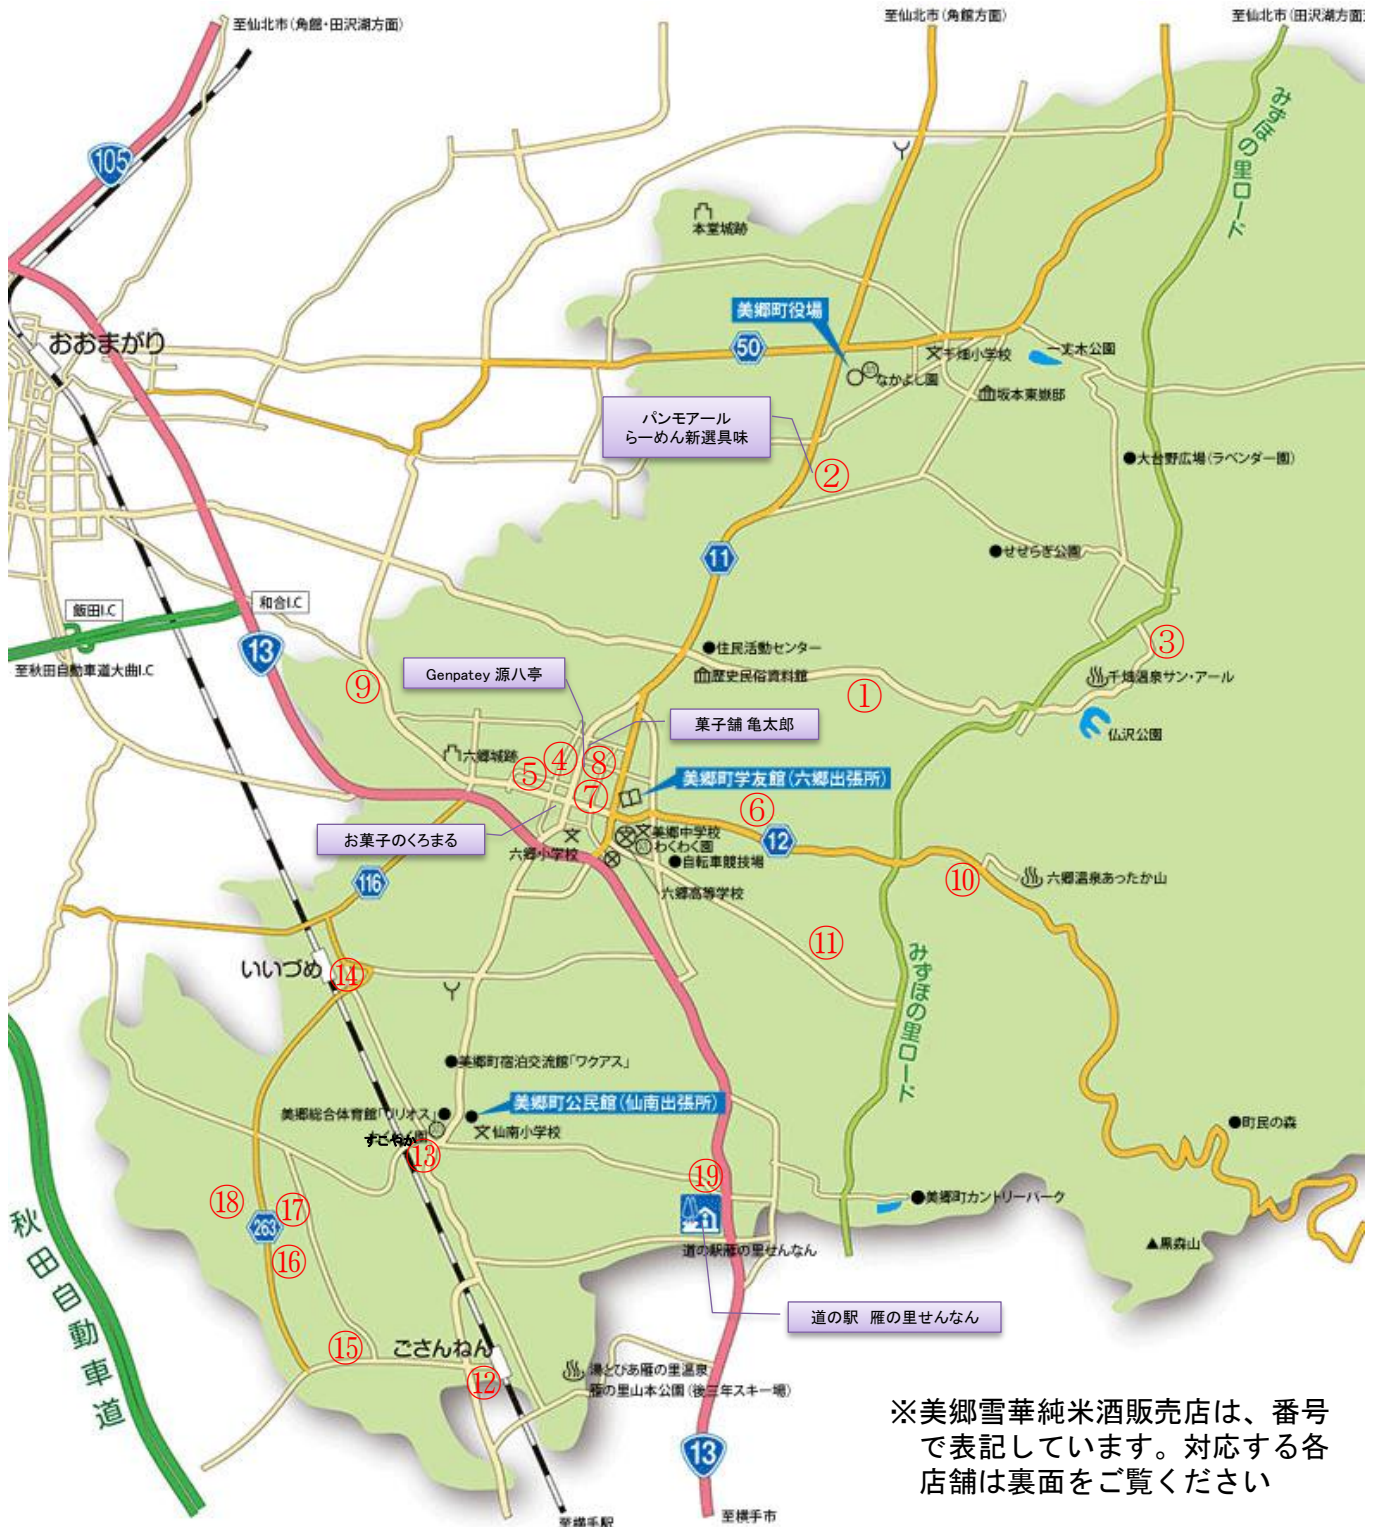 至仙北市(角館・田沢湖方面)
至仙北市(角館方面)
至仙北市(田沢湖方面
みずほの里ロード
105
本堂城跡
美郷町役場
おおまがり
50
千畑小学校
一丈木公園
なかよし園
坂本東嶽邸
パンモアール
らーめん新選具味
●大台野広場(ラベンダー園)
②
11
●せせらぎ公園
飯田I.C
和合I.C
13
至秋田自動車道大曲I.C
●住民活動センター
③
Genpatey 源八亭
歴史民俗資料館
千畑温泉サン・アール
⑨
①
菓子舗 亀太郎
仏沢公園
六郷城跡
④
⑧
⑤
美郷町学友館(六郷出張所)
⑦
⑥
お菓子のくろまる
美郷中学校
12
六郷小学校
わくわく園
●自転車競技場
116
⑩
六郷温泉あったか山
六郷高等学校
⑪
いいづめ
⑭
みずほの里ロード
●美郷町宿泊交流館「ワクアス」
美郷町公民館(仙南出張所)
美郷総合体育館「リリオス」●
●町民の森
仙南小学校
すこやか
園
⑬
⑲
⑱
⑰
●美郷町カントリーパーク
秋田自動車道
263
⑯
道の駅雁の里せんなん
▲黒森山
道の駅 雁の里せんなん
⑮
ごさんねん
⑫
湯とぴあ雁の里温泉
雁の里山本公園(後三年スキー場)
※美郷雪華純米酒販売店は、番号
で表記しています。対応する各
店舗は裏面をご覧ください
13
至横手駅
至横手市